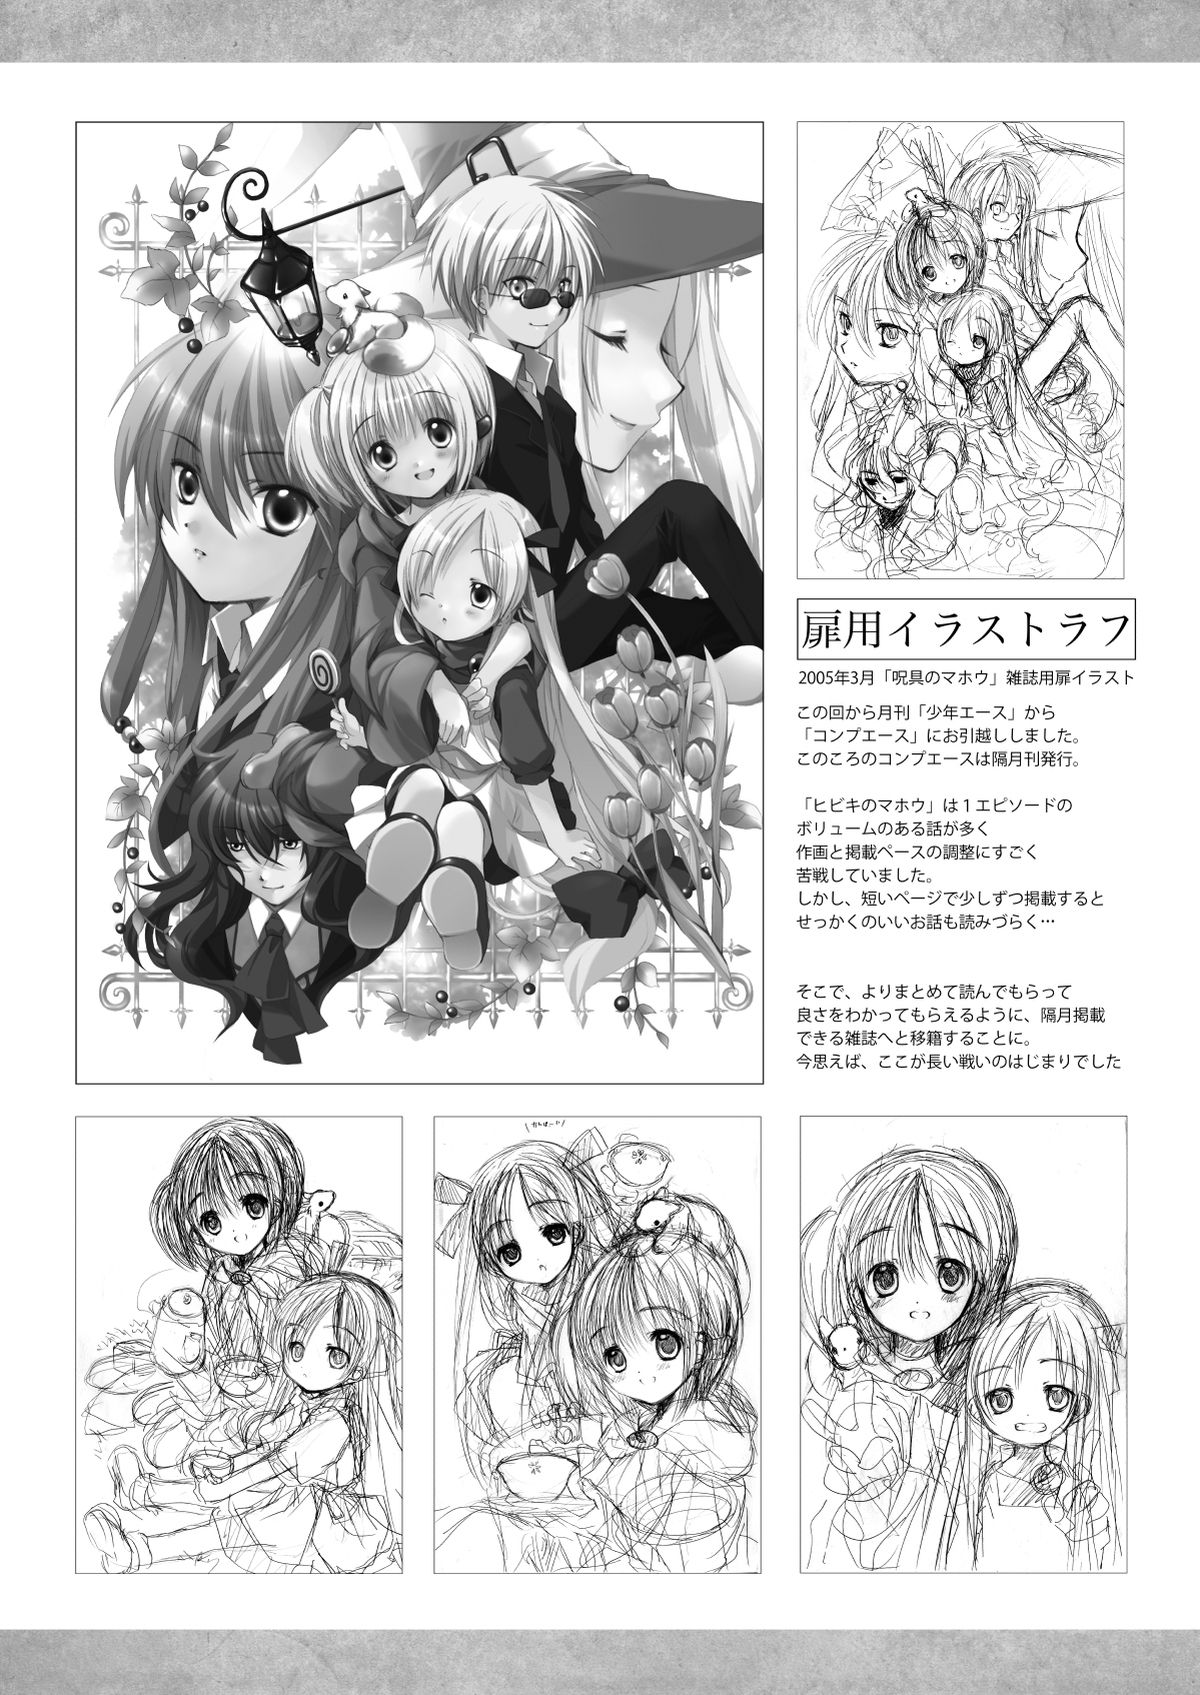 扉用イラストラフ
2005年3月「呪具のマホウ」雑誌用扉イラスト
この回から月刊「少年エース」から
「コンプエース」にお引越ししました。
このころのコンプエースは隔月刊発行。
「ヒビキのマホウ」は１エピソードの
ボリュームのある話が多く
作画と掲載ペースの調整にすごく
苦戦していました。
しかし、短いページで少しずつ掲載すると
せっかくのいいお話も読みづらく…
そこで、よりまとめて読んでもらって
良さをわかってもらえるように、隔月掲載
できる雑誌へと移籍することに。
今思えば、ここが長い戦いのはじまりでした
かんぱーい